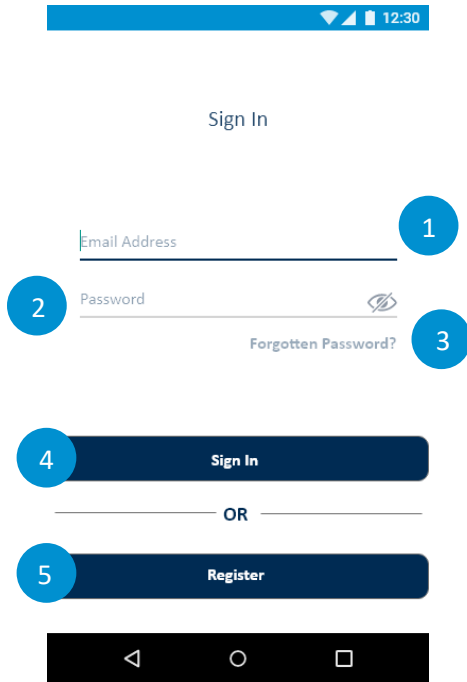 12:30
Sign In
1
Email Address
2
Password
Forgotten Password?
3
4
Sign In
OR
5
Register